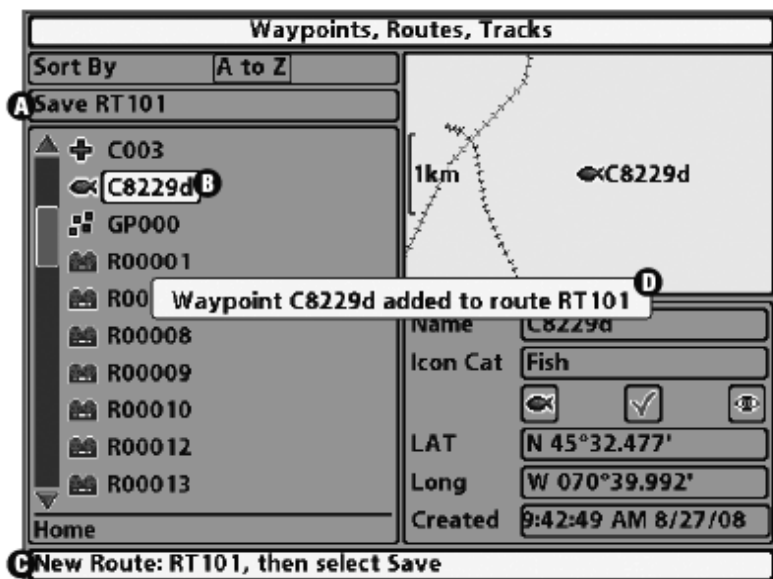 Waypoints, Routes, Tracks
Sort By A to Z
A Save RT101
C003
C8229d B
GP000
R00001
R00
R00008
R00009
R00010
R00012
R00013
Home
1km
C8229d
Waypoint C8229d added to route RT101 D
Name C8229d
Icon Cat Fish
LAT N 45°32.477'
Long W 070°39.992'
Created 9:42:49 AM 8/27/08
C New Route: RT101, then select Save